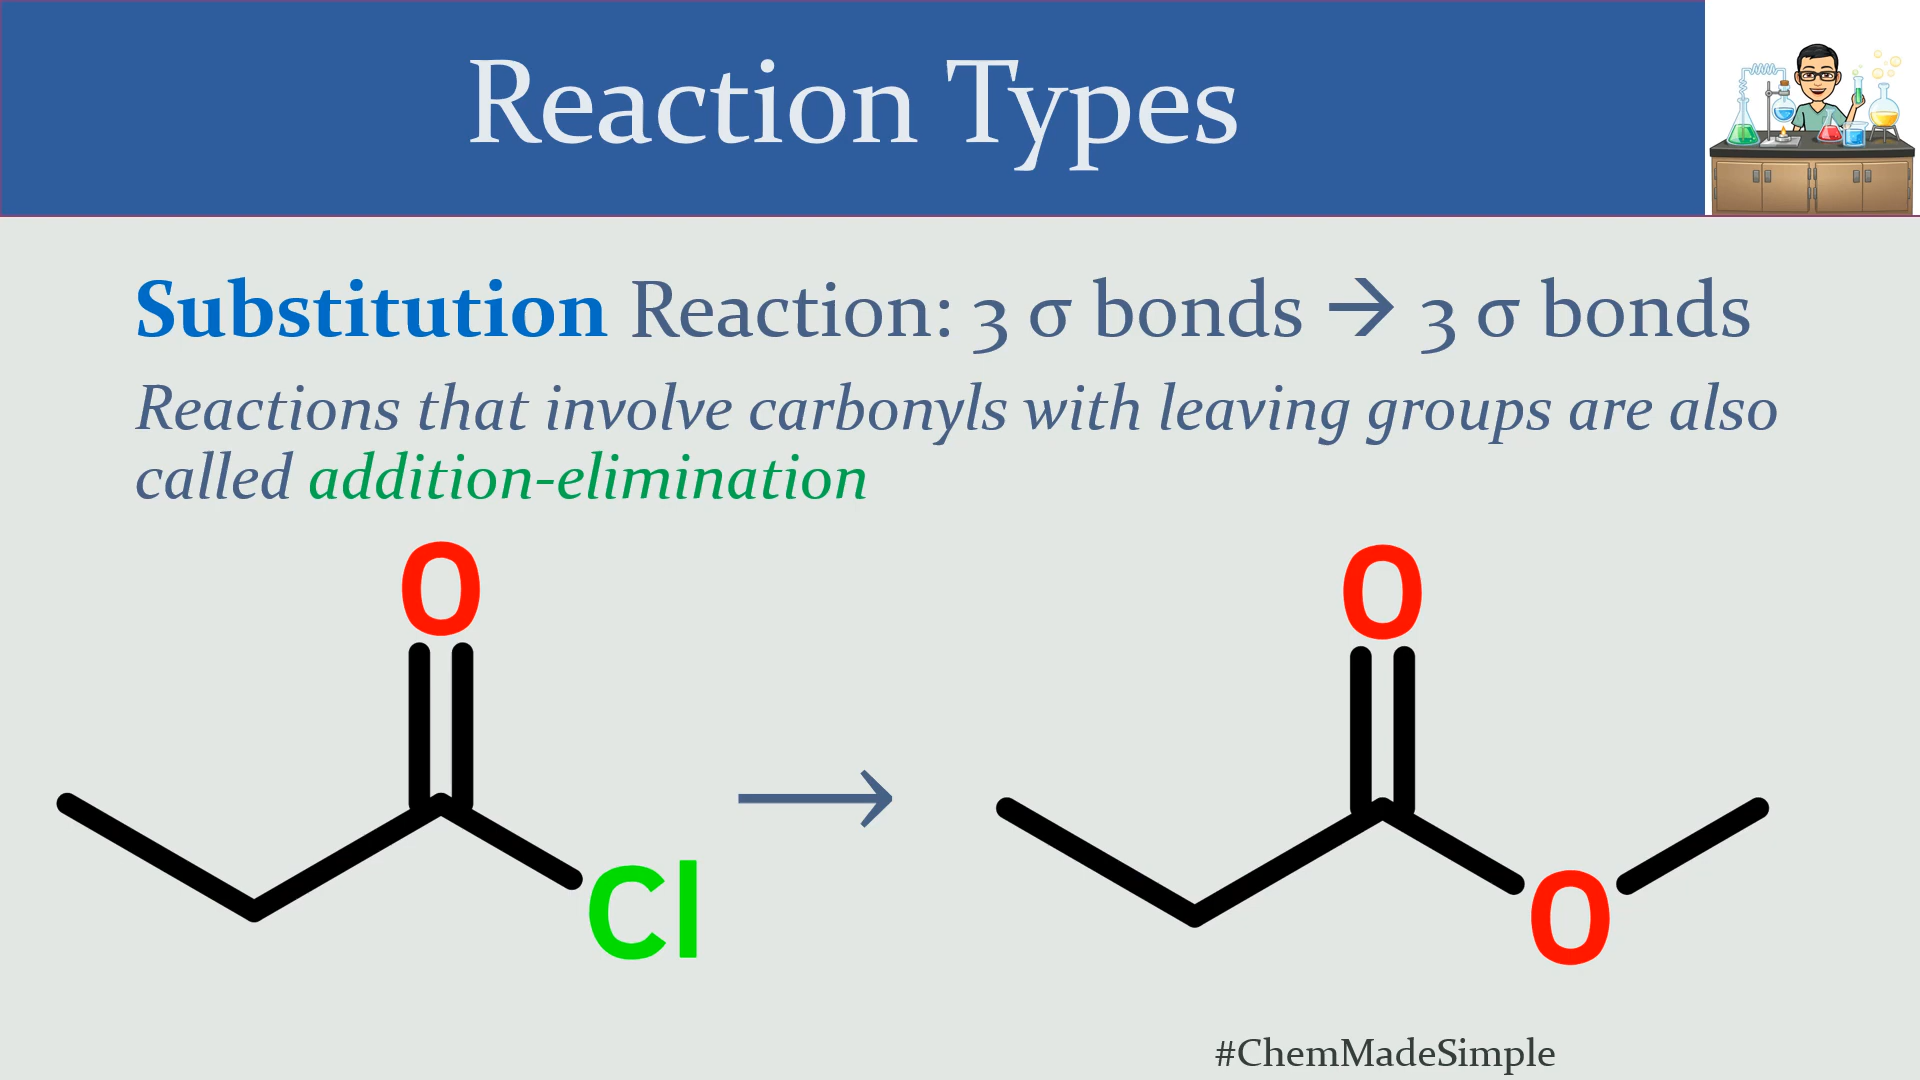 Reaction Types
Substitution Reaction: 3 σ bonds → 3 σ bonds
Reactions that involve carbonyls with leaving groups are also
called addition-elimination
O
O
Cl
O
#ChemMadeSimple